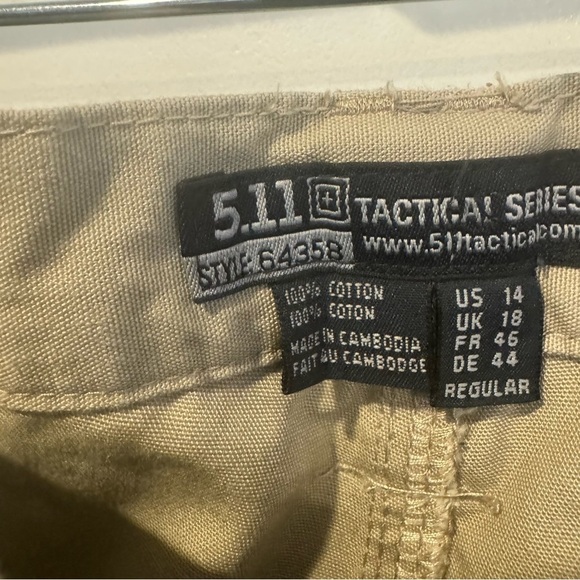 5.11 TACTICAL SERIES
STYLE: 64358 www.511tactical.com
100% COTTON
100% COTON
MADE IN CAMBODIA
FAIT AU CAMBODGE
US 14
UK 18
FR 46
DE 44
REGULAR